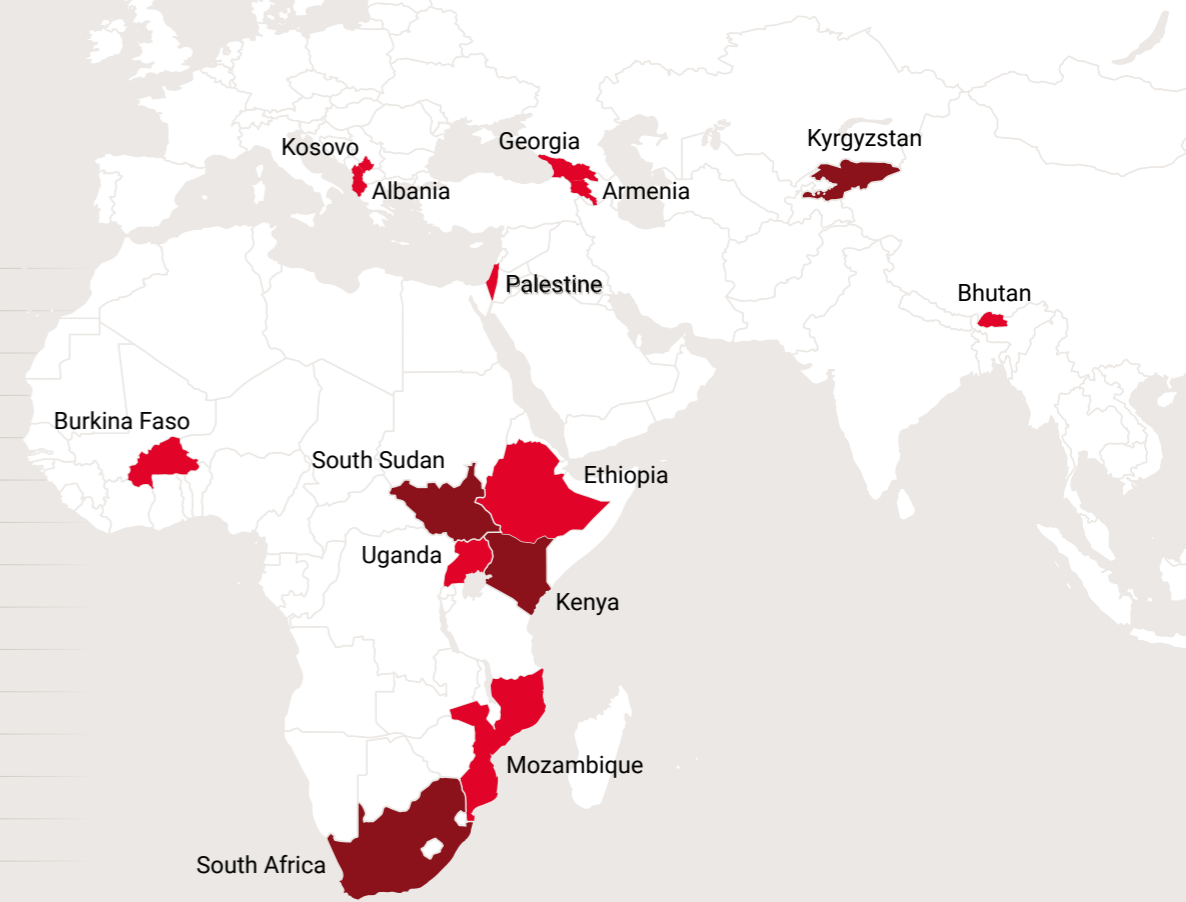 Georgia
Kyrgyzstan
Kosovo
Albania
Armenia
Palestine
Bhutan
Burkina Faso
South Sudan
Ethiopia
Uganda
Kenya
Mozambique
South Africa